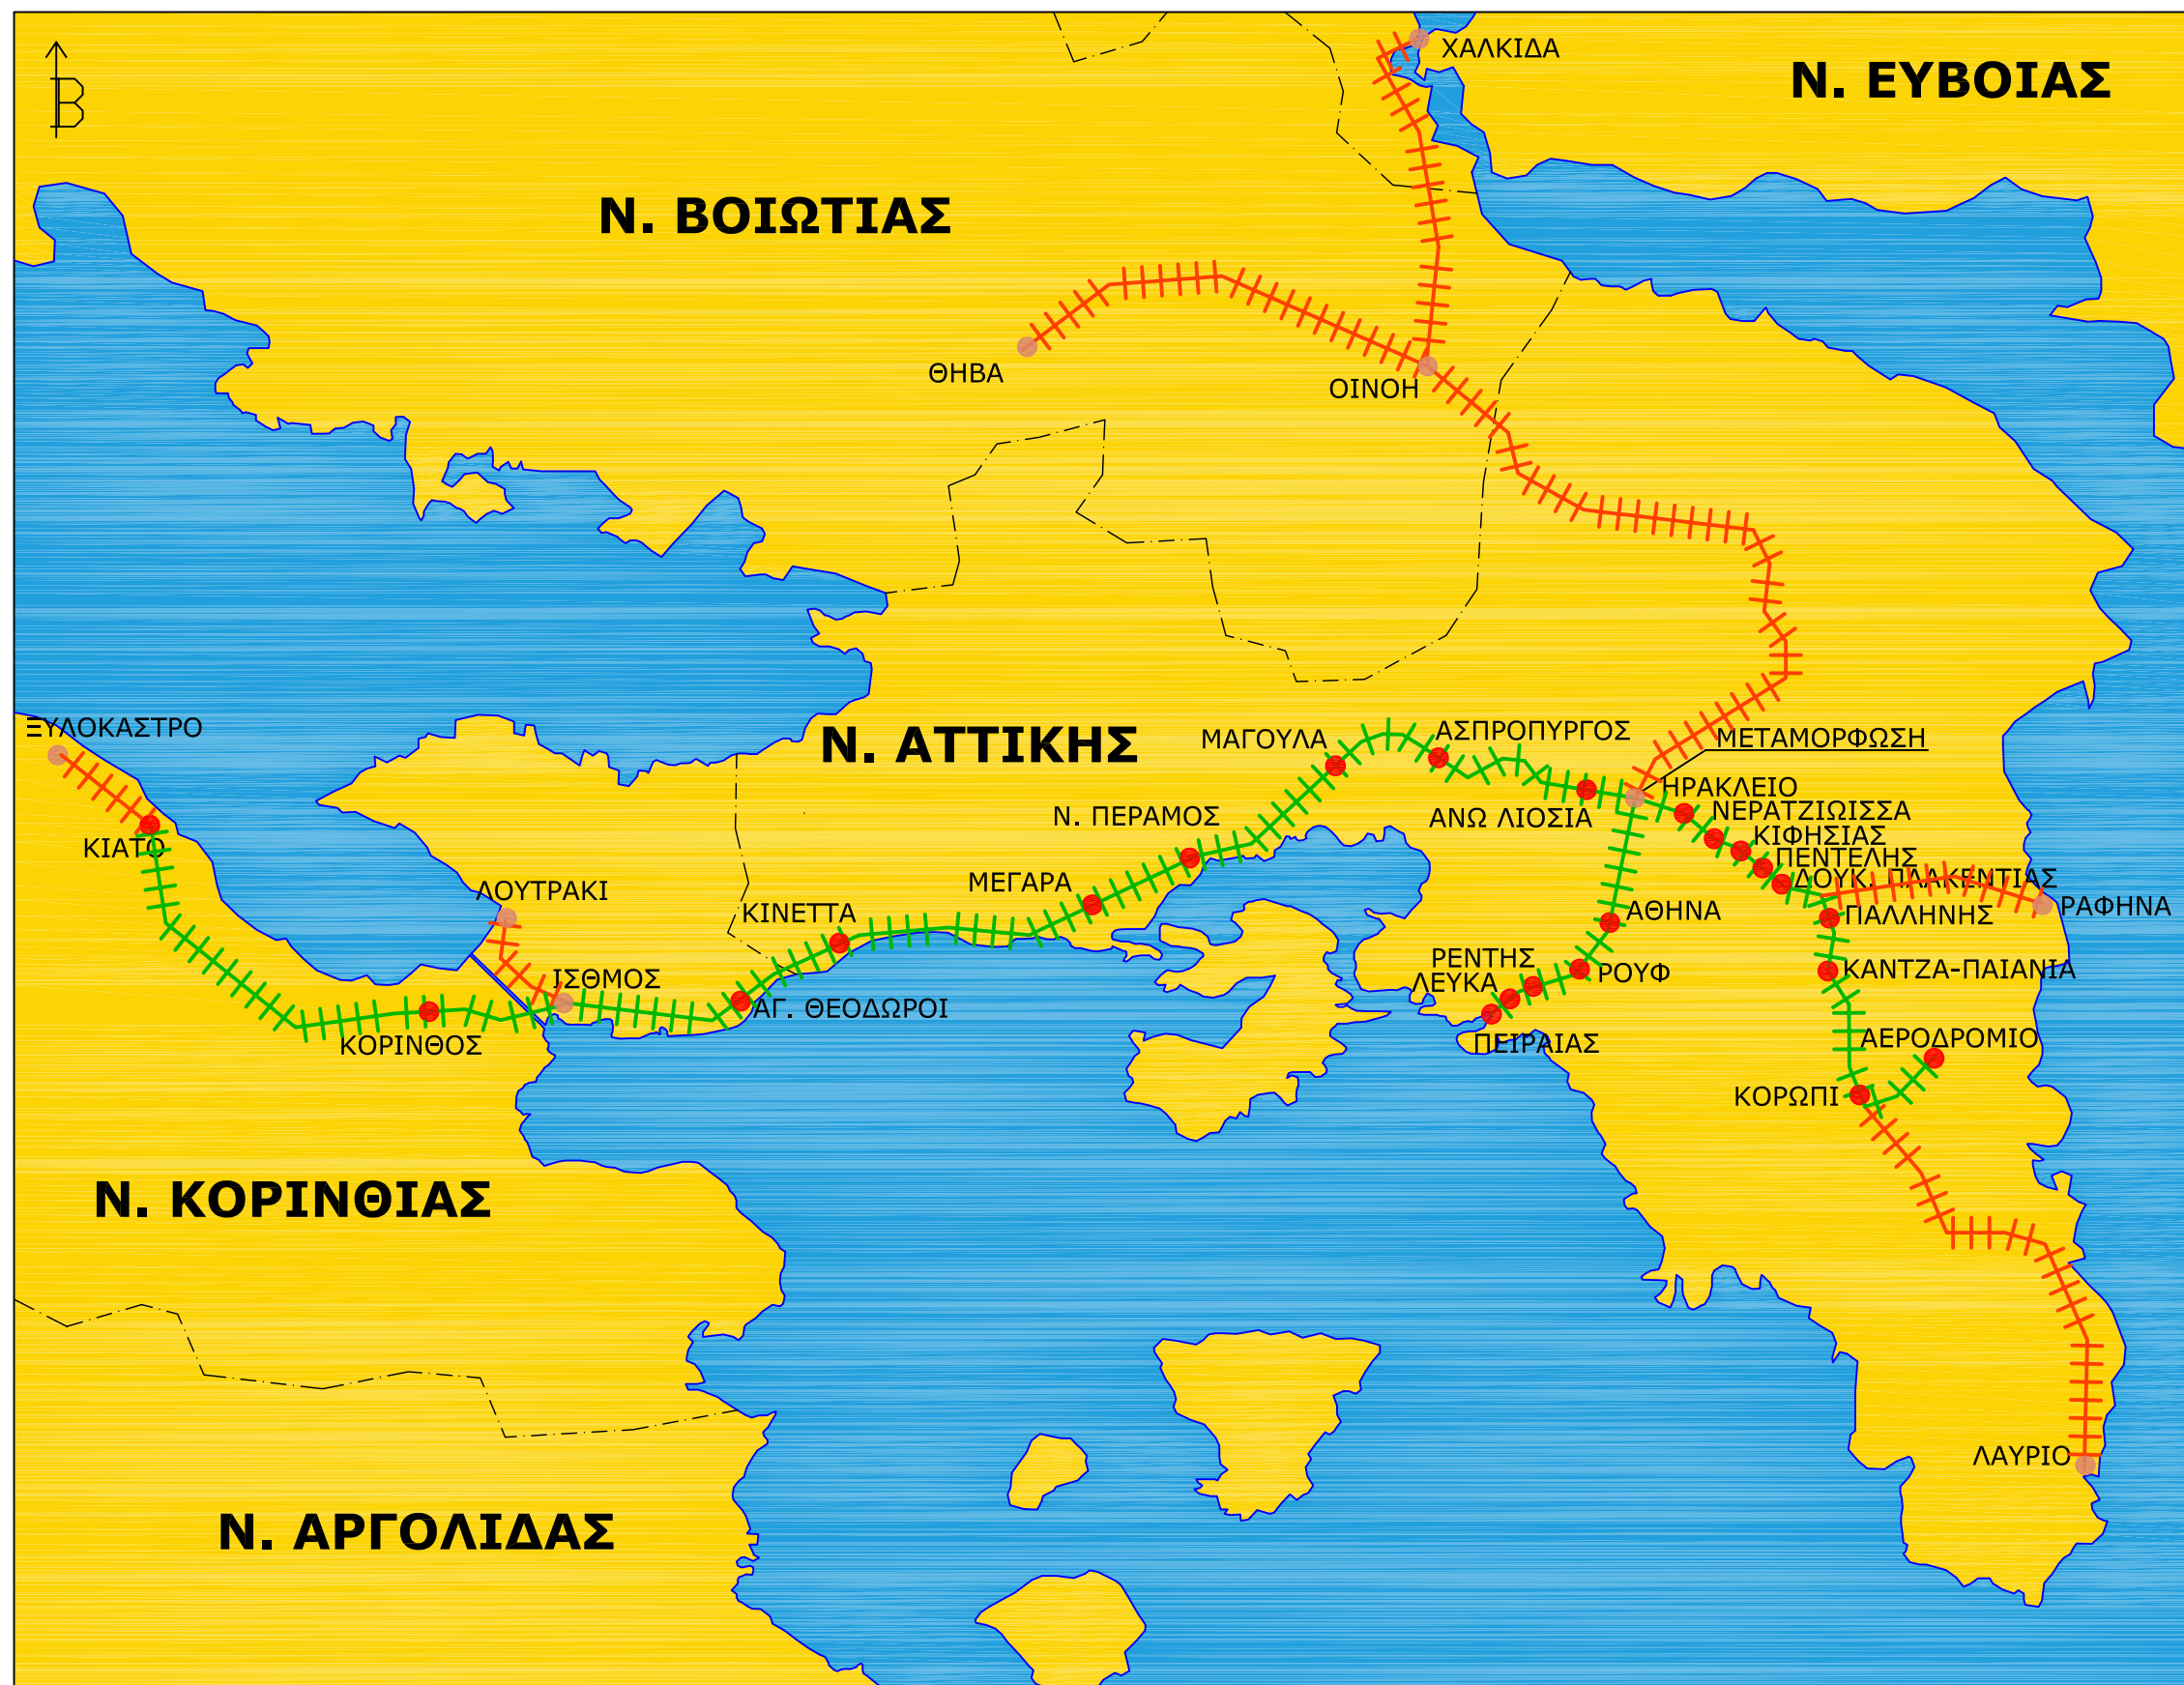 ΧΑΛΚΙΔΑ
Ν. ΕΥΒΟΙΑΣ
Β
Ν. ΒΟΙΩΤΙΑΣ
ΘΗΒΑ
ΟΙΝΟΗ
ΞΥΛΟΚΑΣΤΡΟ
Ν. ΑΤΤΙΚΗΣ
ΜΑΓΟΥΛΑ
ΑΣΠΡΟΠΥΡΓΟΣ
ΜΕΤΑΜΟΡΦΩΣΗ
ΗΡΑΚΛΕΙΟ
Ν. ΠΕΡΑΜΟΣ
ΑΝΩ ΛΙΟΣΙΑ
ΝΕΡΑΤΖΙΩΙΣΣΑ
ΚΙΦΗΣΙΑΣ
ΚΙΑΤΟ
ΠΕΝΤΕΛΗΣ
ΔΟΥΚ. ΠΛΑΚΕΝΤΙΑΣ
ΛΟΥΤΡΑΚΙ
ΜΕΓΑΡΑ
ΡΑΦΗΝΑ
ΚΙΝΕΤΤΑ
ΑΘΗΝΑ
ΠΑΛΛΗΝΗΣ
ΡΕΝΤΗΣ
ΡΟΥΦ
ΚΑΝΤΖΑ-ΠΑΙΑΝΙΑ
ΙΣΘΜΟΣ
ΛΕΥΚΑ
ΑΓ. ΘΕΟΔΩΡΟΙ
ΚΟΡΙΝΘΟΣ
ΠΕΙΡΑΙΑΣ
ΑΕΡΟΔΡΟΜΙΟ
ΚΟΡΩΠΙ
Ν. ΚΟΡΙΝΘΙΑΣ
ΛΑΥΡΙΟ
Ν. ΑΡΓΟΛΙΔΑΣ